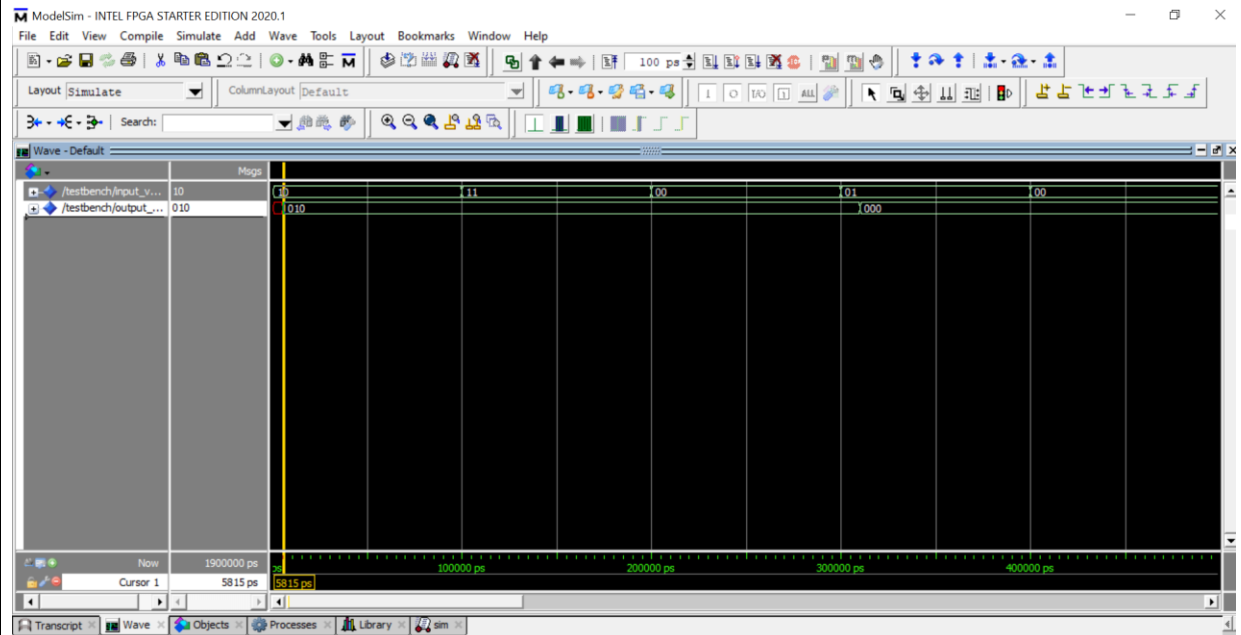 ModelSim - INTEL FPGA STARTER EDITION 2020.1
File Edit View Compile Simulate Add Wave Tools Layout Bookmarks Window Help
100 ps
Layout Simulate ColumnLayout Default
Search:
Wave - Default
Msgs
/testbench/input_v... 10 10 11 00 01 00
/testbench/output_... 010 010 000
Now 1900000 ps ps 100000 ps 200000 ps 300000 ps 400000 ps
Cursor 1 5815 ps 5815 ps
Transcript Wave Objects Processes Library sim